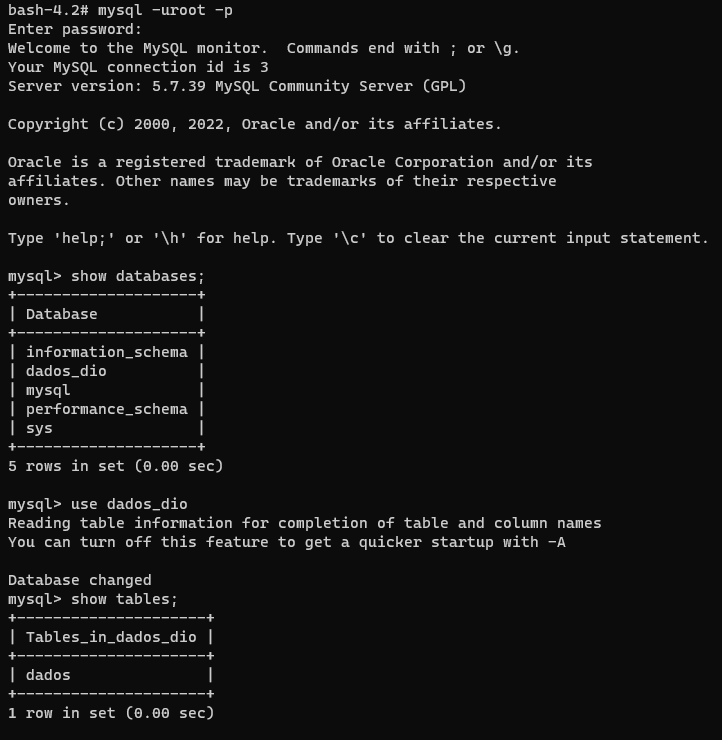 bash-4.2# mysql -uroot -p
Enter password:
Welcome to the MySQL monitor.  Commands end with ; or \g.
Your MySQL connection id is 3
Server version: 5.7.39 MySQL Community Server (GPL)

Copyright (c) 2000, 2022, Oracle and/or its affiliates.

Oracle is a registered trademark of Oracle Corporation and/or its
affiliates. Other names may be trademarks of their respective
owners.

Type 'help;' or '\h' for help. Type '\c' to clear the current input statement.

mysql> show databases;
+--------------------+
| Database           |
+--------------------+
| information_schema |
| dados_dio          |
| mysql              |
| performance_schema |
| sys                |
+--------------------+
5 rows in set (0.00 sec)

mysql> use dados_dio
Reading table information for completion of table and column names
You can turn off this feature to get a quicker startup with -A

Database changed
mysql> show tables;
+---------------------+
| Tables_in_dados_dio |
+---------------------+
| dados               |
+---------------------+
1 row in set (0.00 sec)